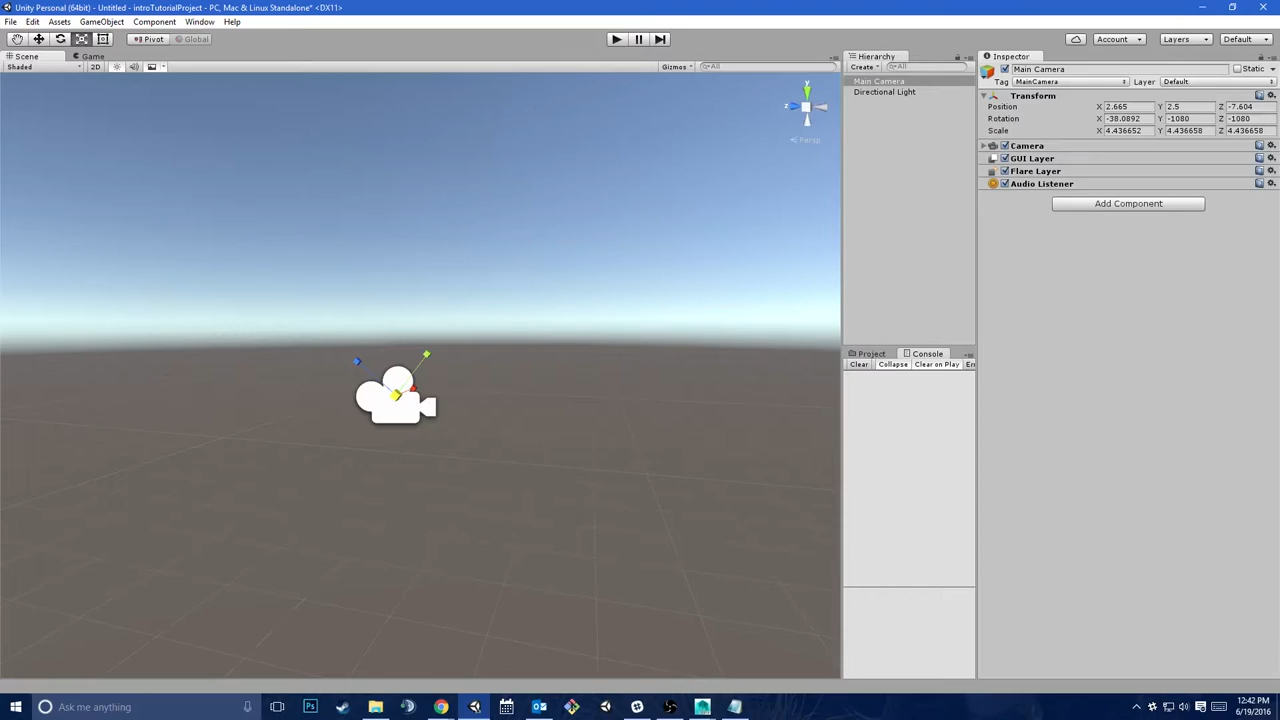 Unity Personal (64bit) - Untitled - introTutorialProject - PC, Mac & Linux Standalone* <DX11>
File Edit Assets GameObject Component Window Help
Pivot Global Account Layers Default
Scene Game
Shaded 2D Gizmos All
y
z
Persp
Hierarchy
Create All
Main Camera
Directional Light
Project Console
Clear Collapse Clear on Play Err
Inspector
Main Camera Static
Tag MainCamera Layer Default
Transform
Position X 2.665 Y 2.5 Z -7.604
Rotation X -38.0892 Y -1080 Z -1080
Scale X 4.436652 Y 4.436658 Z 4.436658
Camera
GUI Layer
Flare Layer
Audio Listener
Add Component
Ask me anything
Ps
12:42 PM
6/19/2016